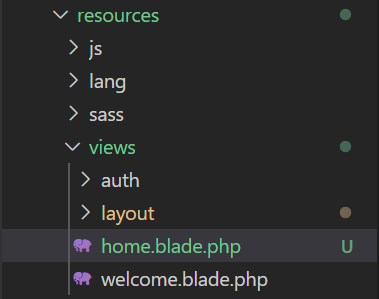 resources
js
lang
sass
views
auth
layout
home.blade.php U
welcome.blade.php